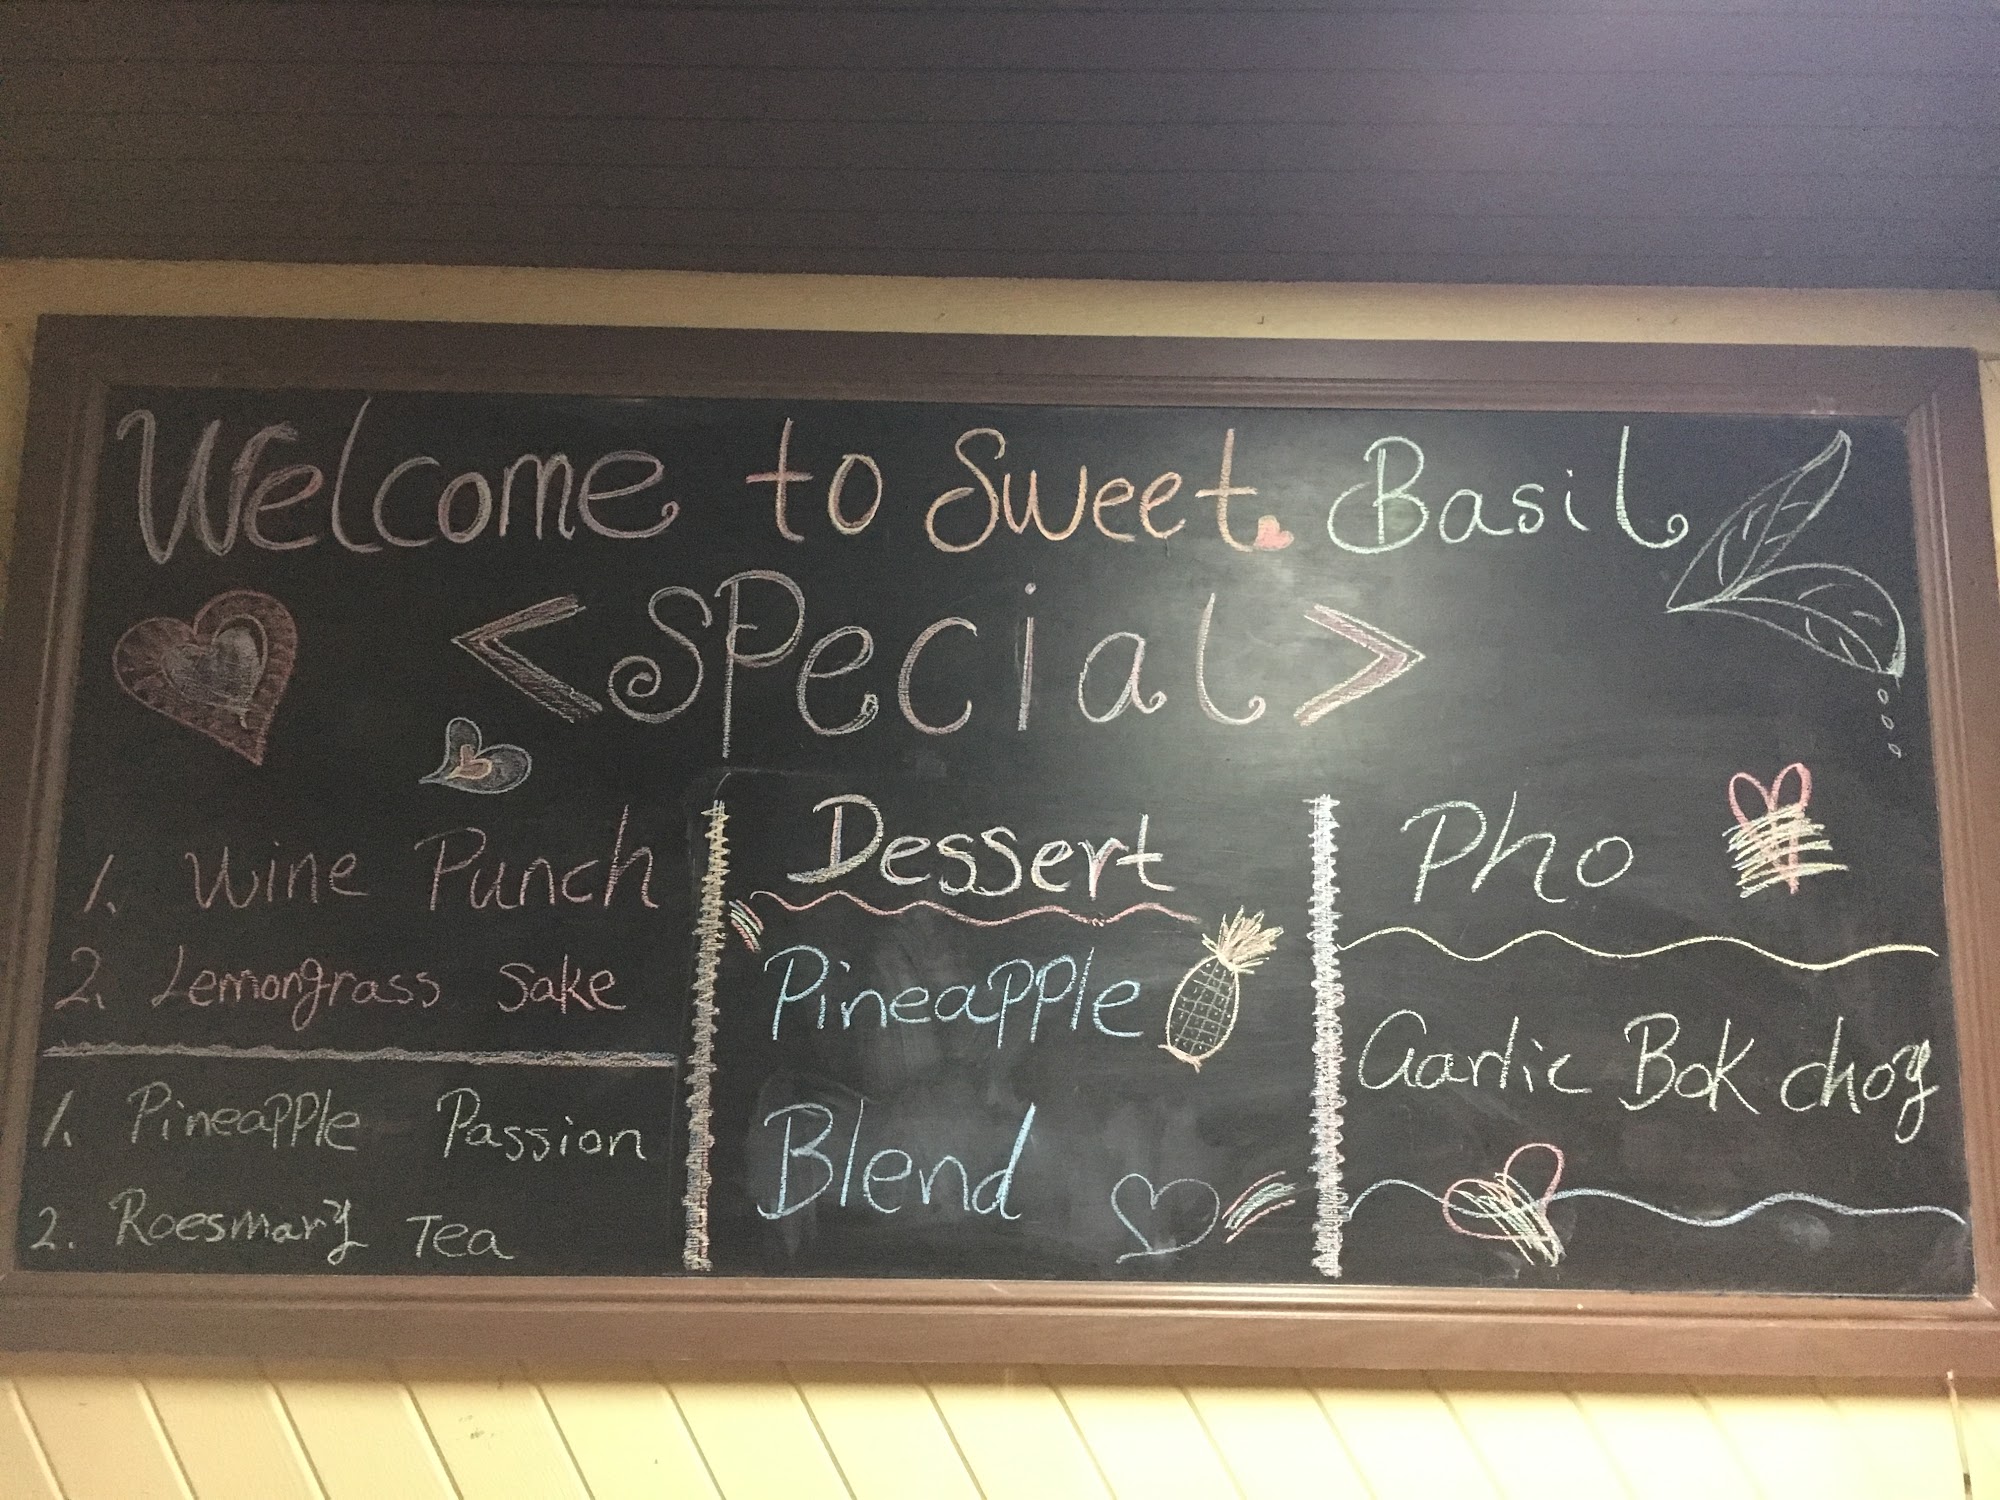 Welcome to Sweet Basil
<Special>
1. Wine Punch
2. Lemongrass Sake
1. Pineapple Passion
2. Roesmary Tea
Dessert
Pineapple
Blend
Pho
Garlic Bok choy